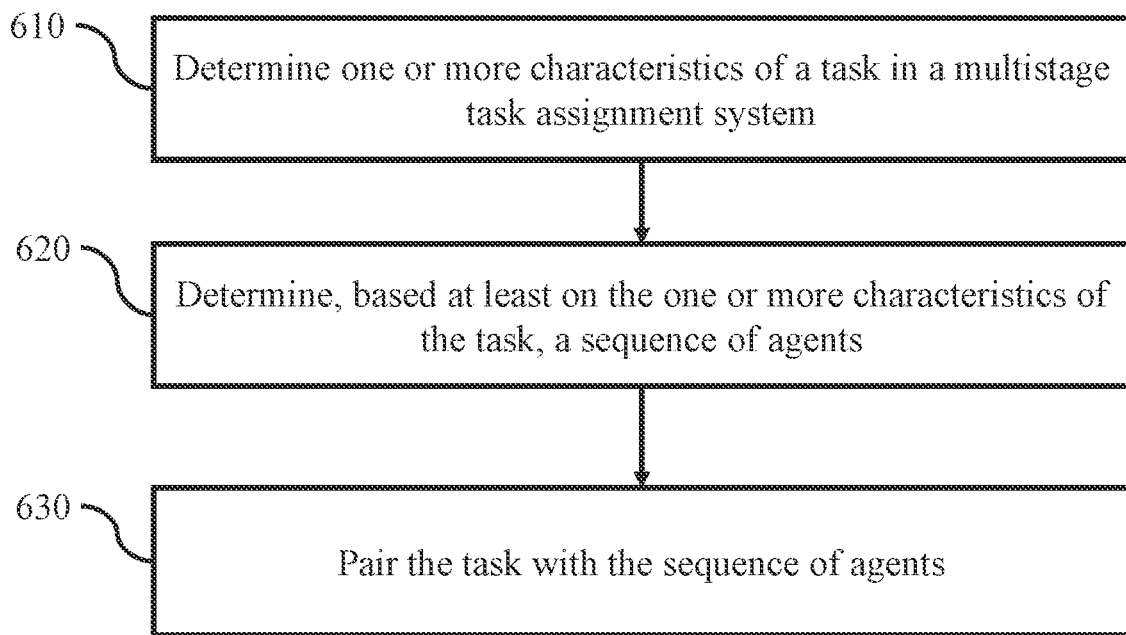 610
Determine one or more characteristics of a task in a multistage
task assignment system
620
Determine, based at least on the one or more characteristics of
the task, a sequence of agents
630
Pair the task with the sequence of agents